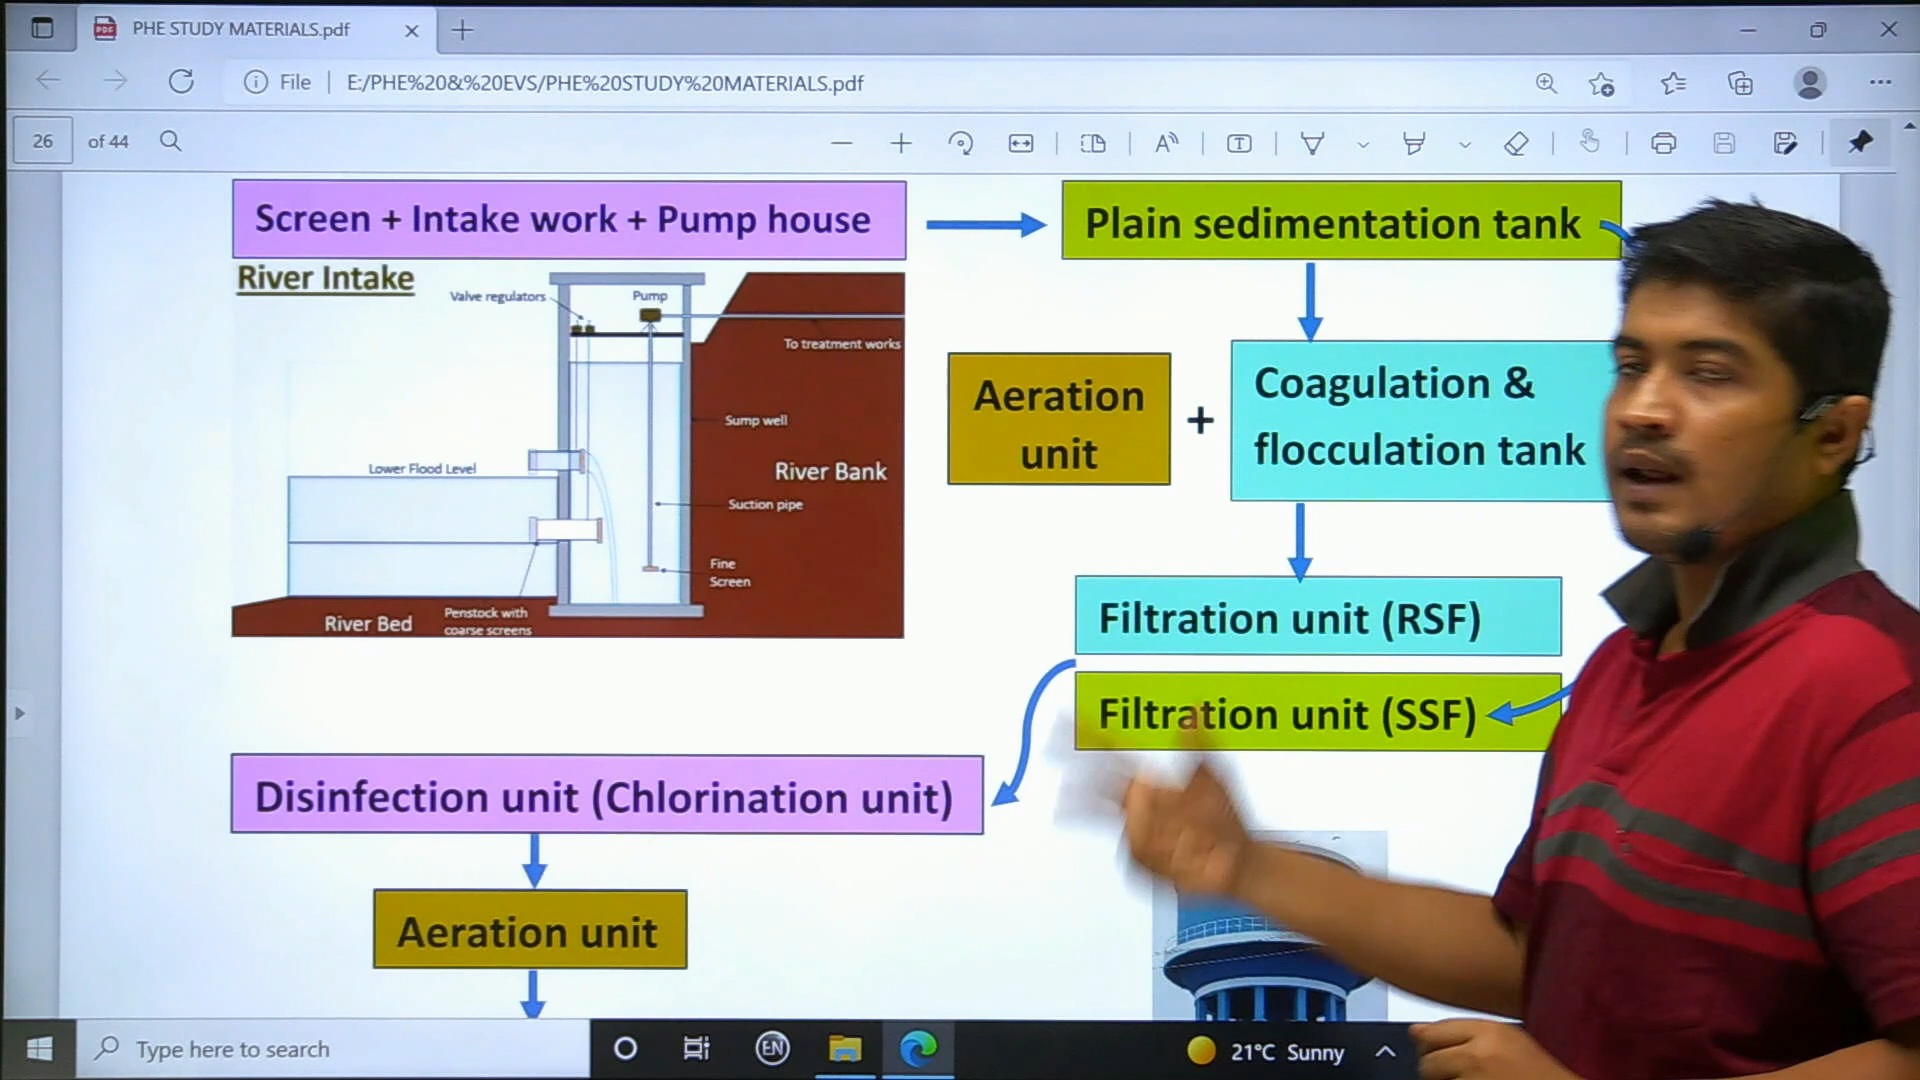 PHE STUDY MATERIALS.pdf
File
E:/PHE%20&%20EVS/PHE%20STUDY%20MATERIALS.pdf
26 of 44
Screen + Intake work + Pump house
Plain sedimentation tank
River Intake
Valve regulators
Pump
To treatment works
Aeration
unit
+
Coagulation &
flocculation tank
Sump well
Lower Flood Level
River Bank
Suction pipe
Fine
Screen
Filtration unit (RSF)
River Bed
Penstock with
coarse screens
Filtration unit (SSF)
Disinfection unit (Chlorination unit)
Aeration unit
Type here to search
EN
21°C Sunny